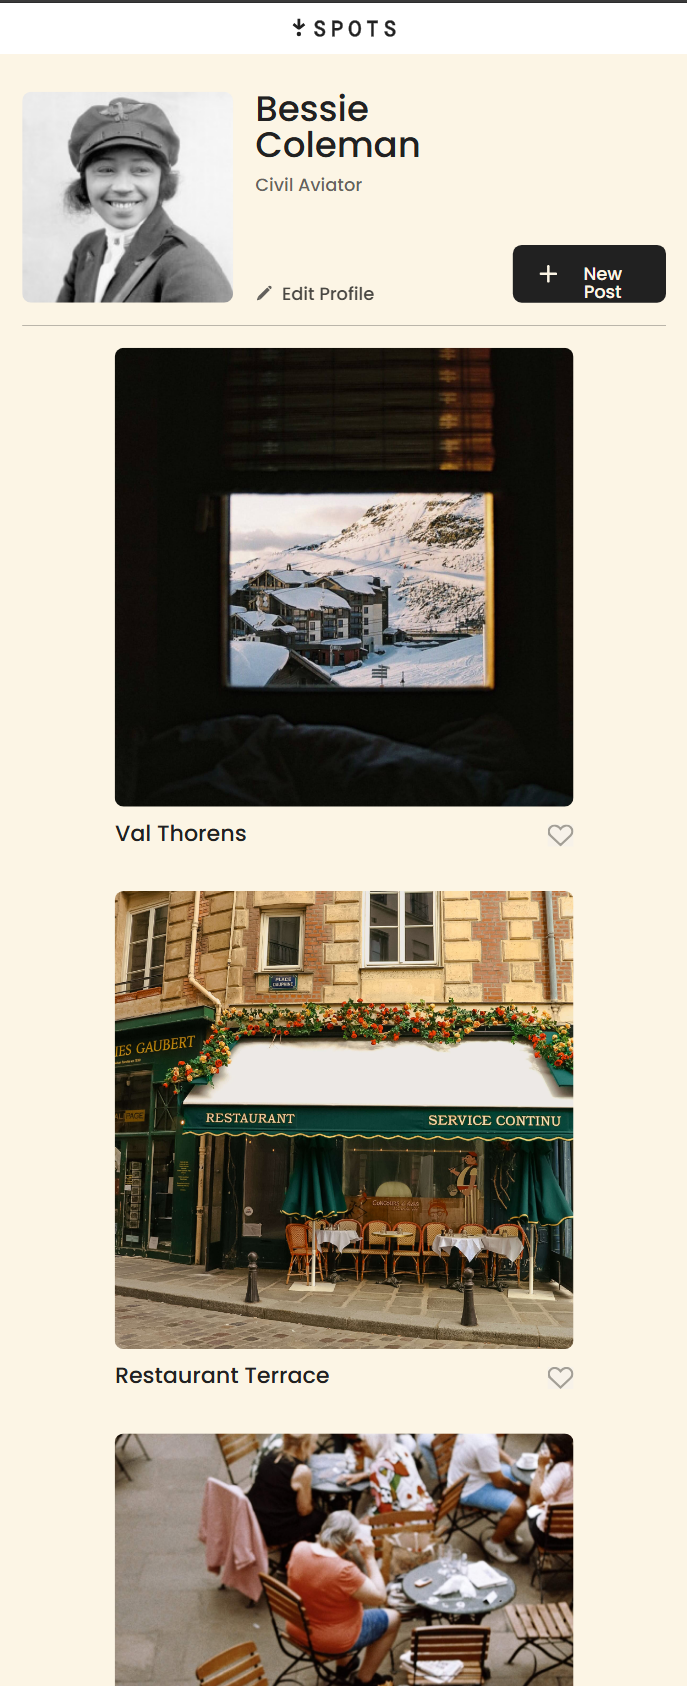 SPOTS
Bessie
Coleman
Civil Aviator
Edit Profile
New
Post
Val Thorens
PLACE
DAUPHINE
IES GAUBERT
PAGE
RESTAURANT
SERVICE CONTINU
Restaurant Terrace